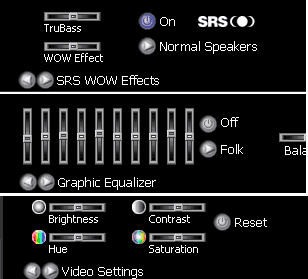 TruBass
On
SRS
WOW Effect
Normal Speakers
SRS WOW Effects
Off
Folk
Bala
Graphic Equalizer
Brightness
Contrast
Reset
Hue
Saturation
Video Settings